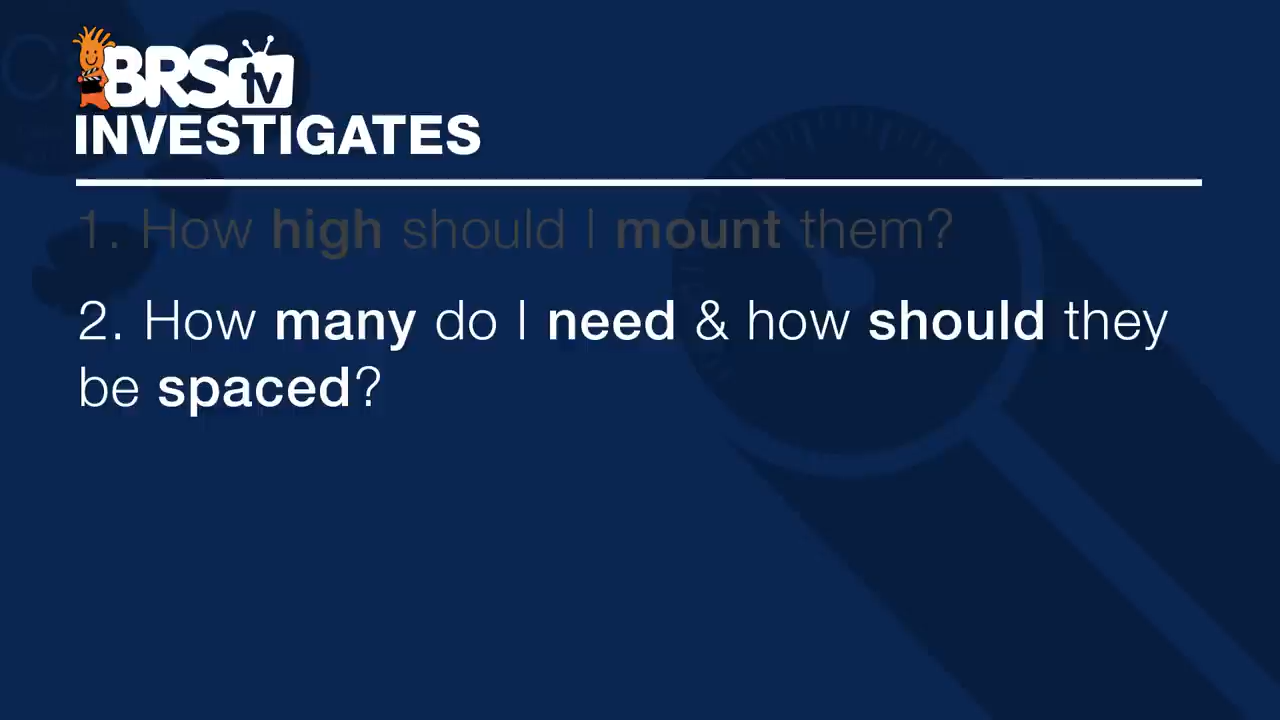 BRStv
INVESTIGATES
1. How high should I mount them?
2. How many do I need & how should they
be spaced?